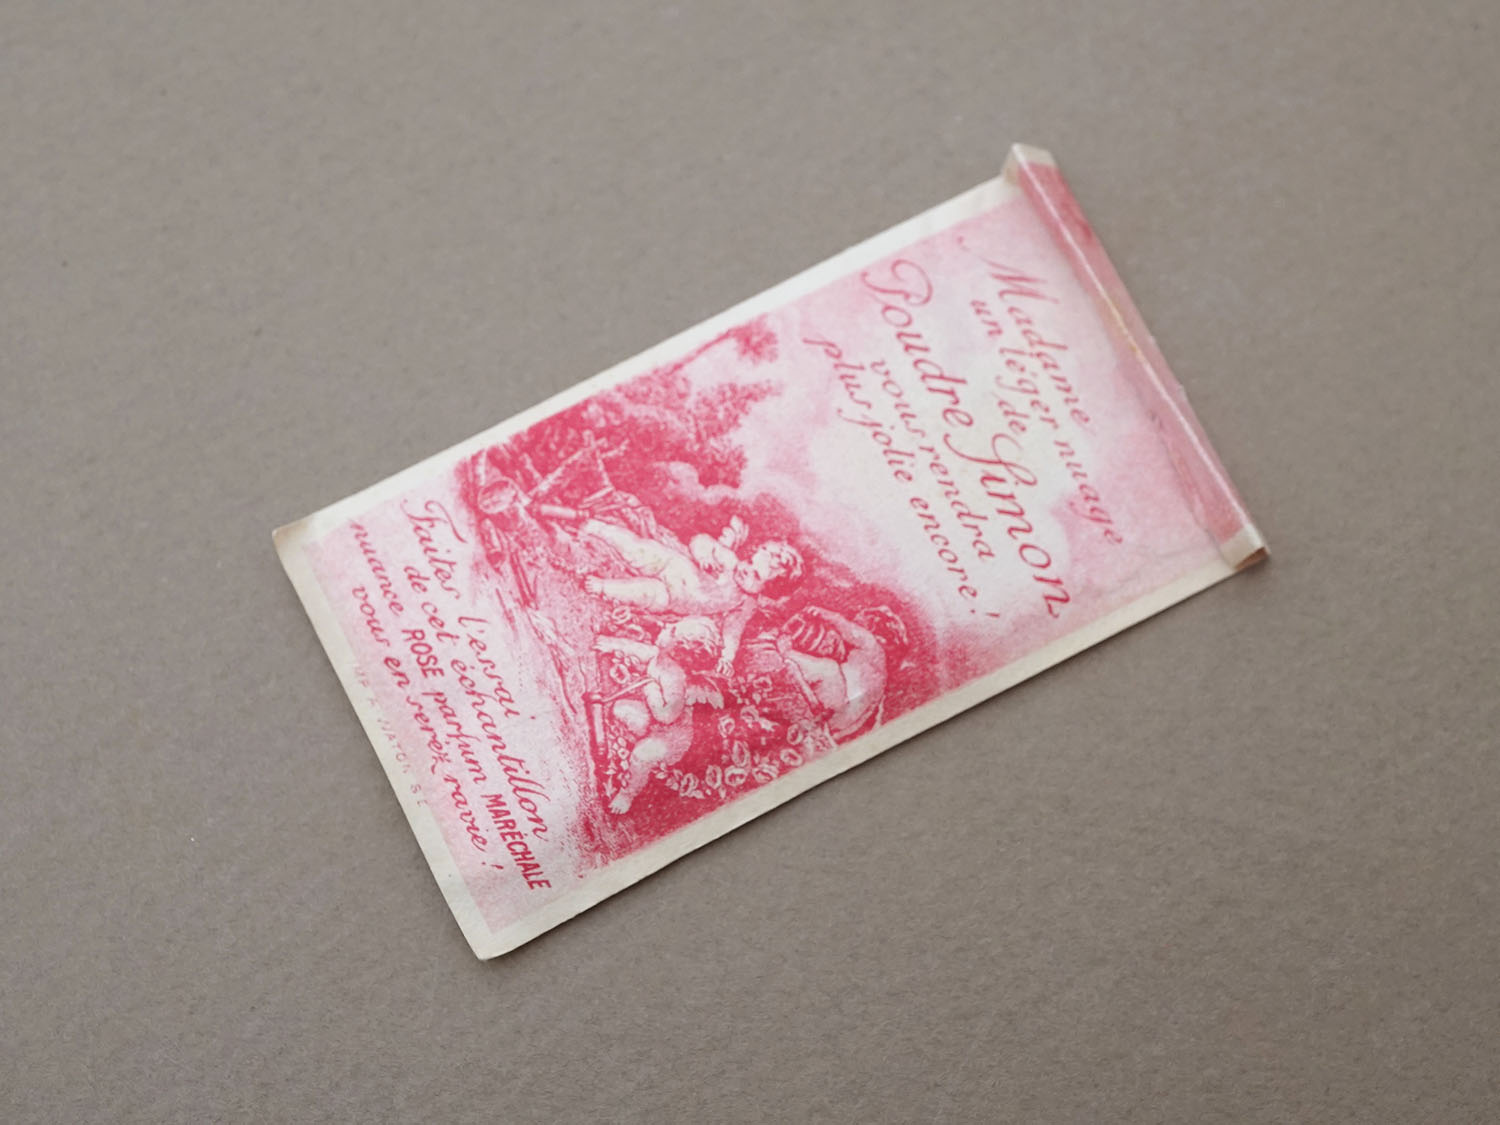 Madame
un léger nuage
de
Poudre Simon
vous rendra
plus jolie encore!
Faites l'essai
de cet échantillon
nuance ROSE parfum MARÉCHALE
vous en serez ravie!